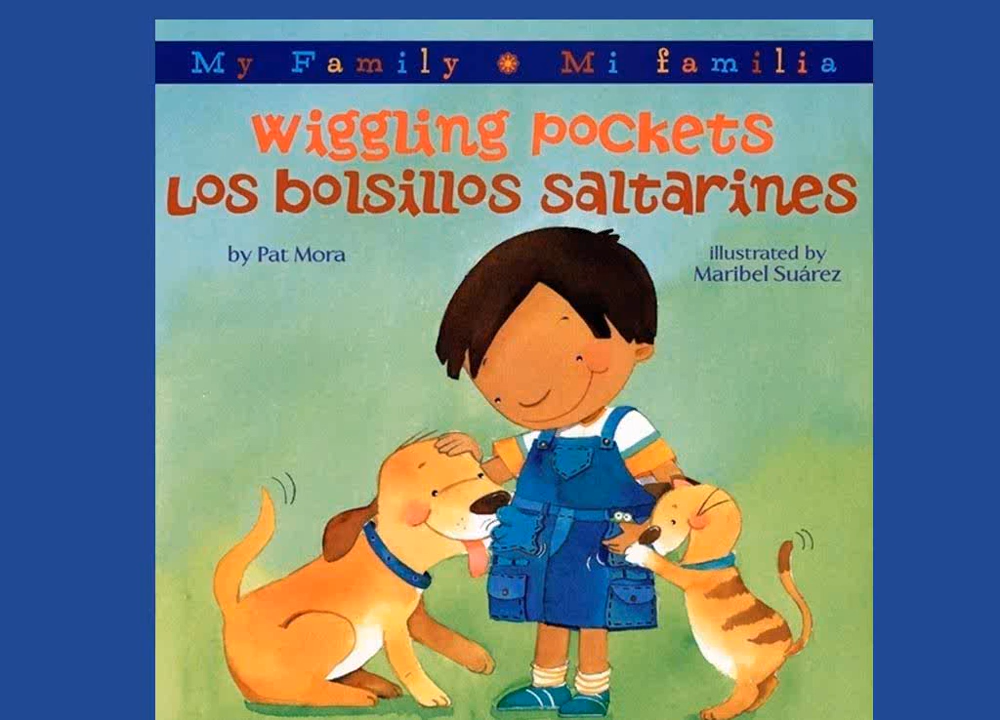 My Family Mi familia
wiggling pockets
Los bolsillos saltarines
by Pat Mora
illustrated by
Maribel Suárez